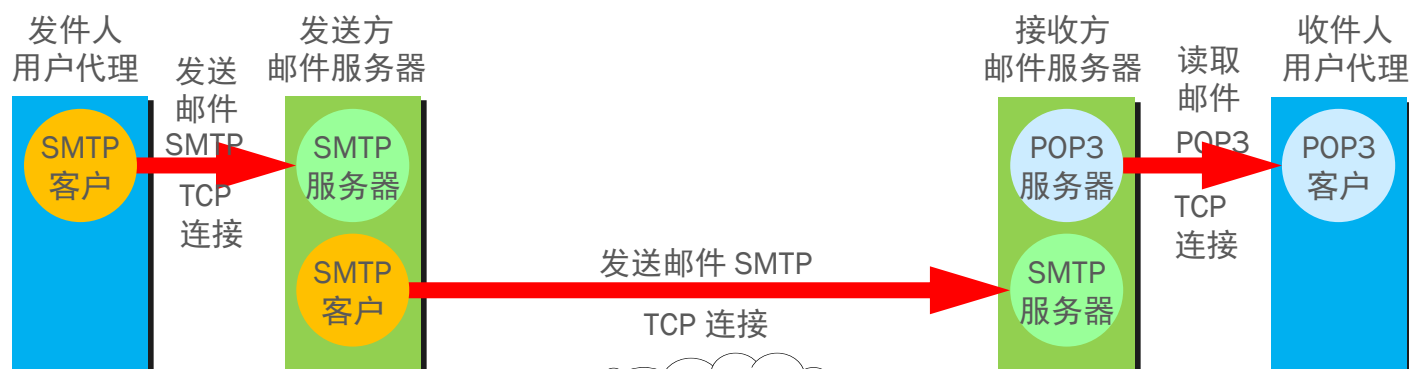 发件人
用户代理
发送
邮件
SMTP
TCP
连接
发送方
邮件服务器
接收方
邮件服务器
读取
邮件
POP3
TCP
连接
收件人
用户代理
SMTP
客户
SMTP
服务器
POP3
服务器
POP3
客户
SMTP
客户
发送邮件 SMTP
TCP 连接
SMTP
服务器